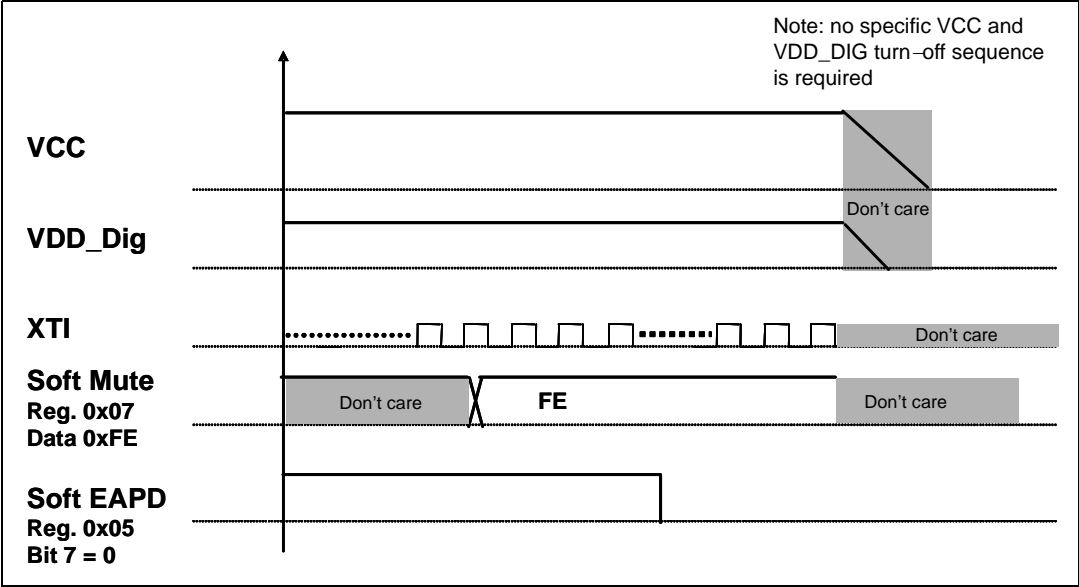 Note: no specific VCC and
VDD_DIG turn–off sequence
is required
VCC
Don't care
VDD_Dig
XTI
Don't care
Soft Mute
Reg. 0x07
Data 0xFE
Don't care
FE
Don't care
Soft EAPD
Reg. 0x05
Bit 7 = 0